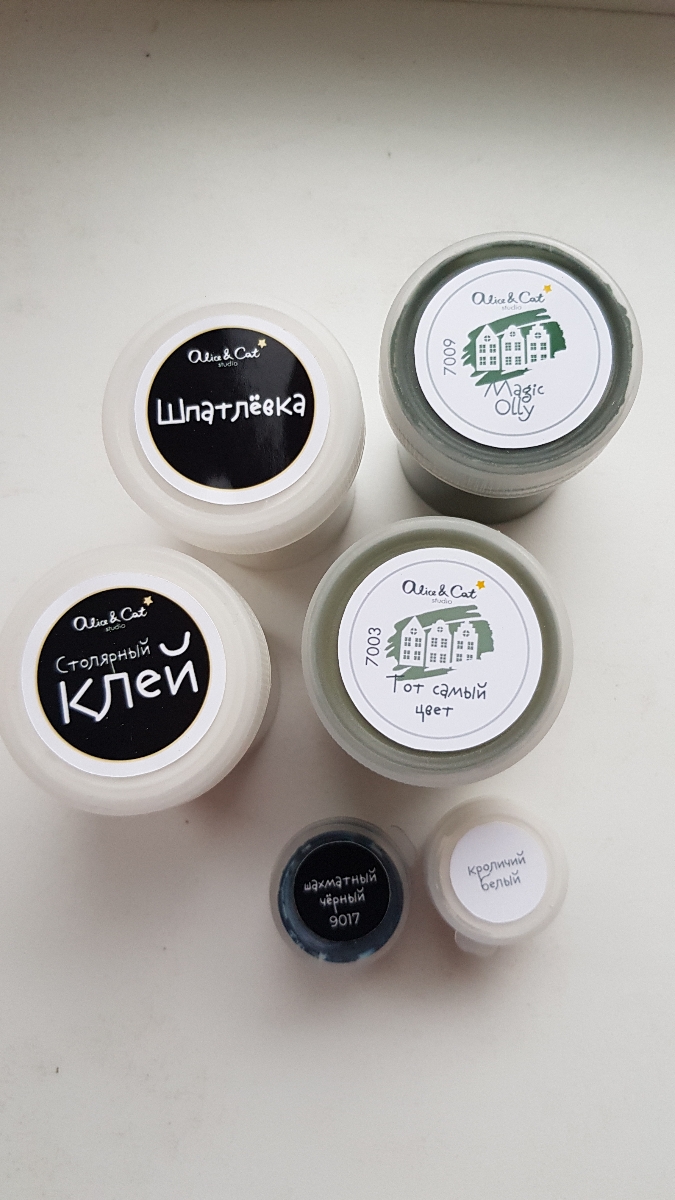 Alice & Cat
studio
Шпатлёвка
Alice & Cat
studio
7009
Magic
Olly
Alice & Cat
studio
Столярный
клей
Alice & Cat
studio
7003
Тот самый
цвет
шахматный
чёрный
9017
кроличий
белый